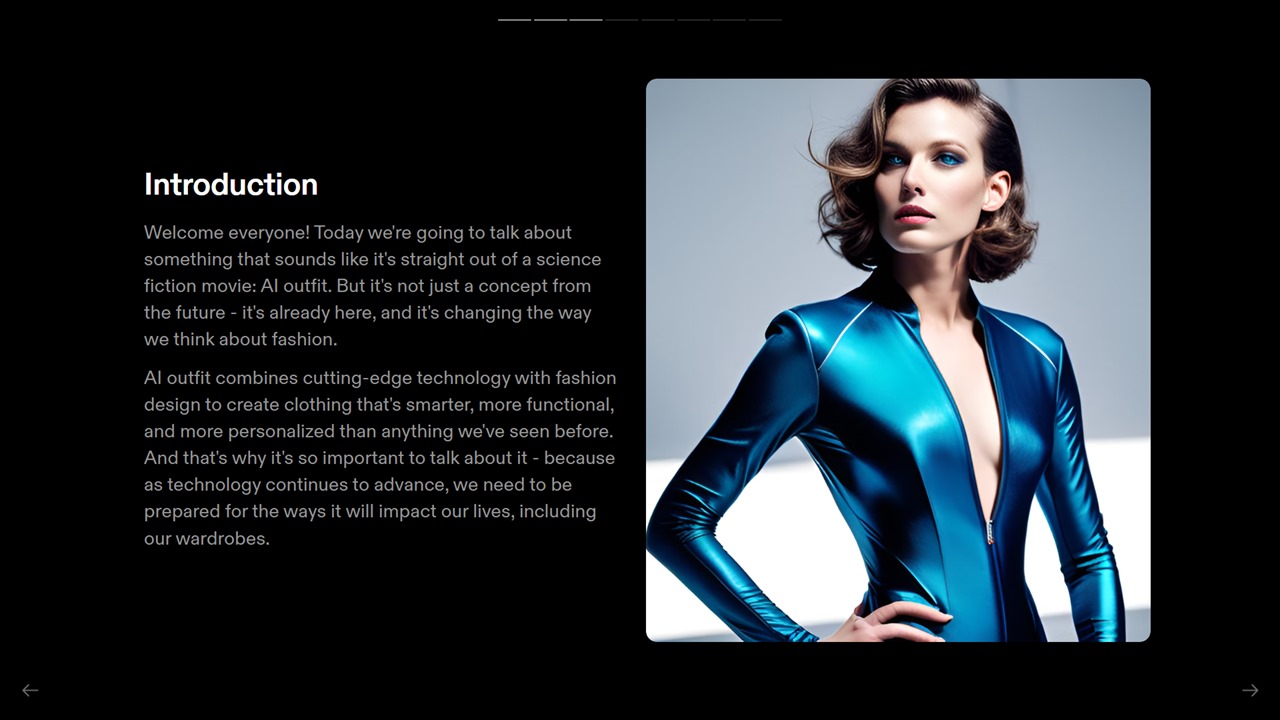 Introduction
Welcome everyone! Today we're going to talk about
something that sounds like it's straight out of a science
fiction movie: AI outfit. But it's not just a concept from
the future - it's already here, and it's changing the way
we think about fashion.
AI outfit combines cutting-edge technology with fashion
design to create clothing that's smarter, more functional,
and more personalized than anything we've seen before.
And that's why it's so important to talk about it - because
as technology continues to advance, we need to be
prepared for the ways it will impact our lives, including
our wardrobes.